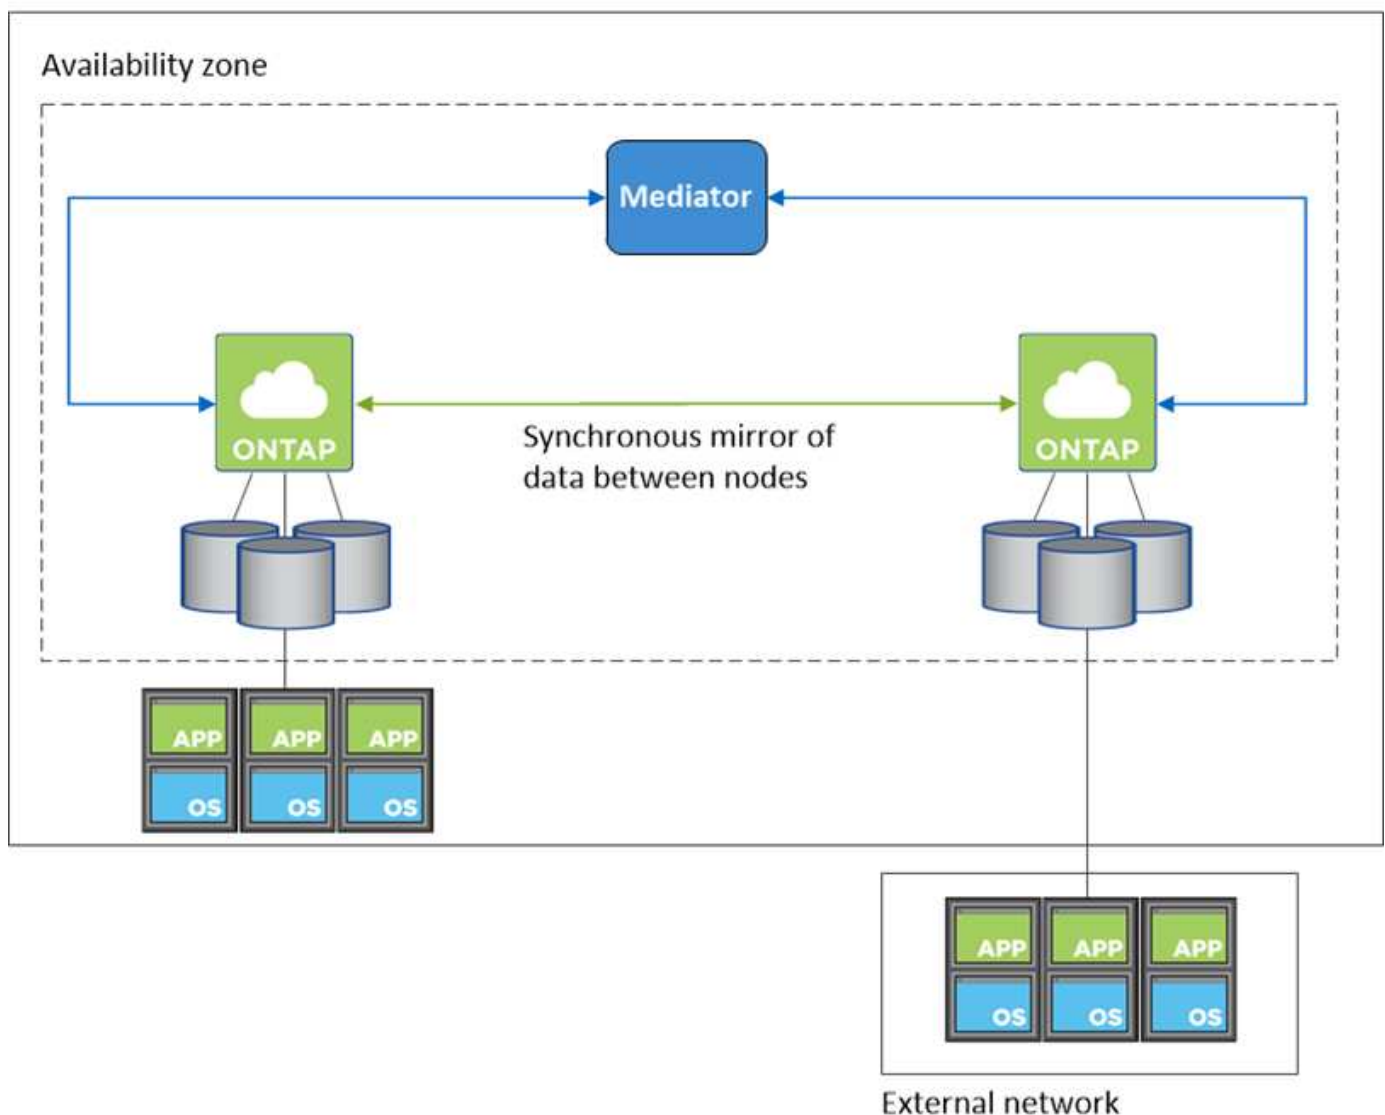 Availability zone
Mediator
ONTAP
ONTAP
Synchronous mirror of
data between nodes
APP APP APP
OS OS OS
APP APP APP
OS OS OS
External network